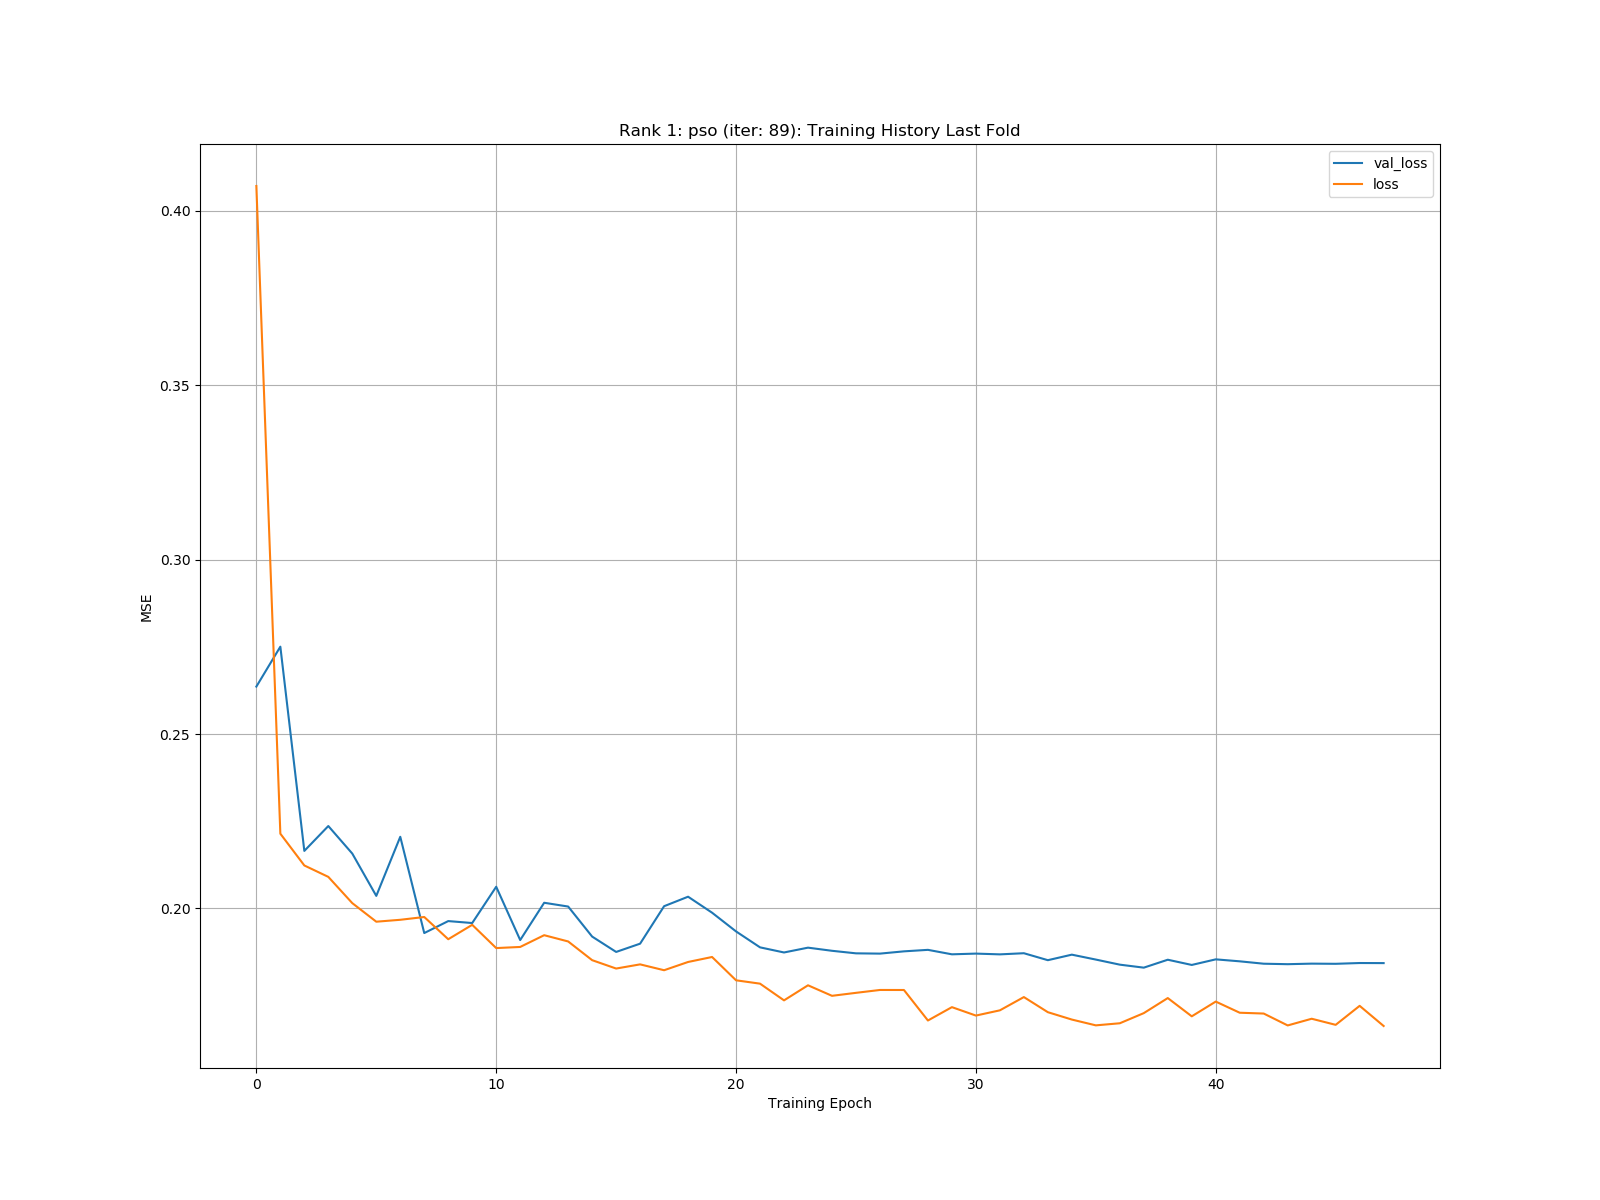 Rank 1: pso (iter: 89): Training History Last Fold
val_loss
loss
0.40
0.35
0.30
0.25
0.20
MSE
0 10 20 30 40
Training Epoch